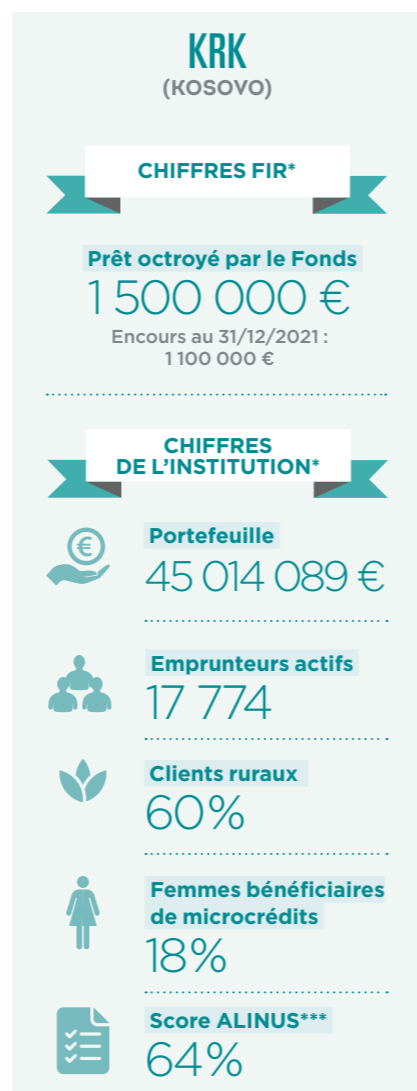 KRK
(KOSOVO)
CHIFFRES FIR*
Prêt octroyé par le Fonds
1 500 000 €
Encours au 31/12/2021 :
1 100 000 €
CHIFFRES
DE L'INSTITUTION*
€
Portefeuille
45 014 089 €
Emprunteurs actifs
17 774
Clients ruraux
60%
Femmes bénéficiaires
de microcrédits
18%
Score ALINUS***
64%